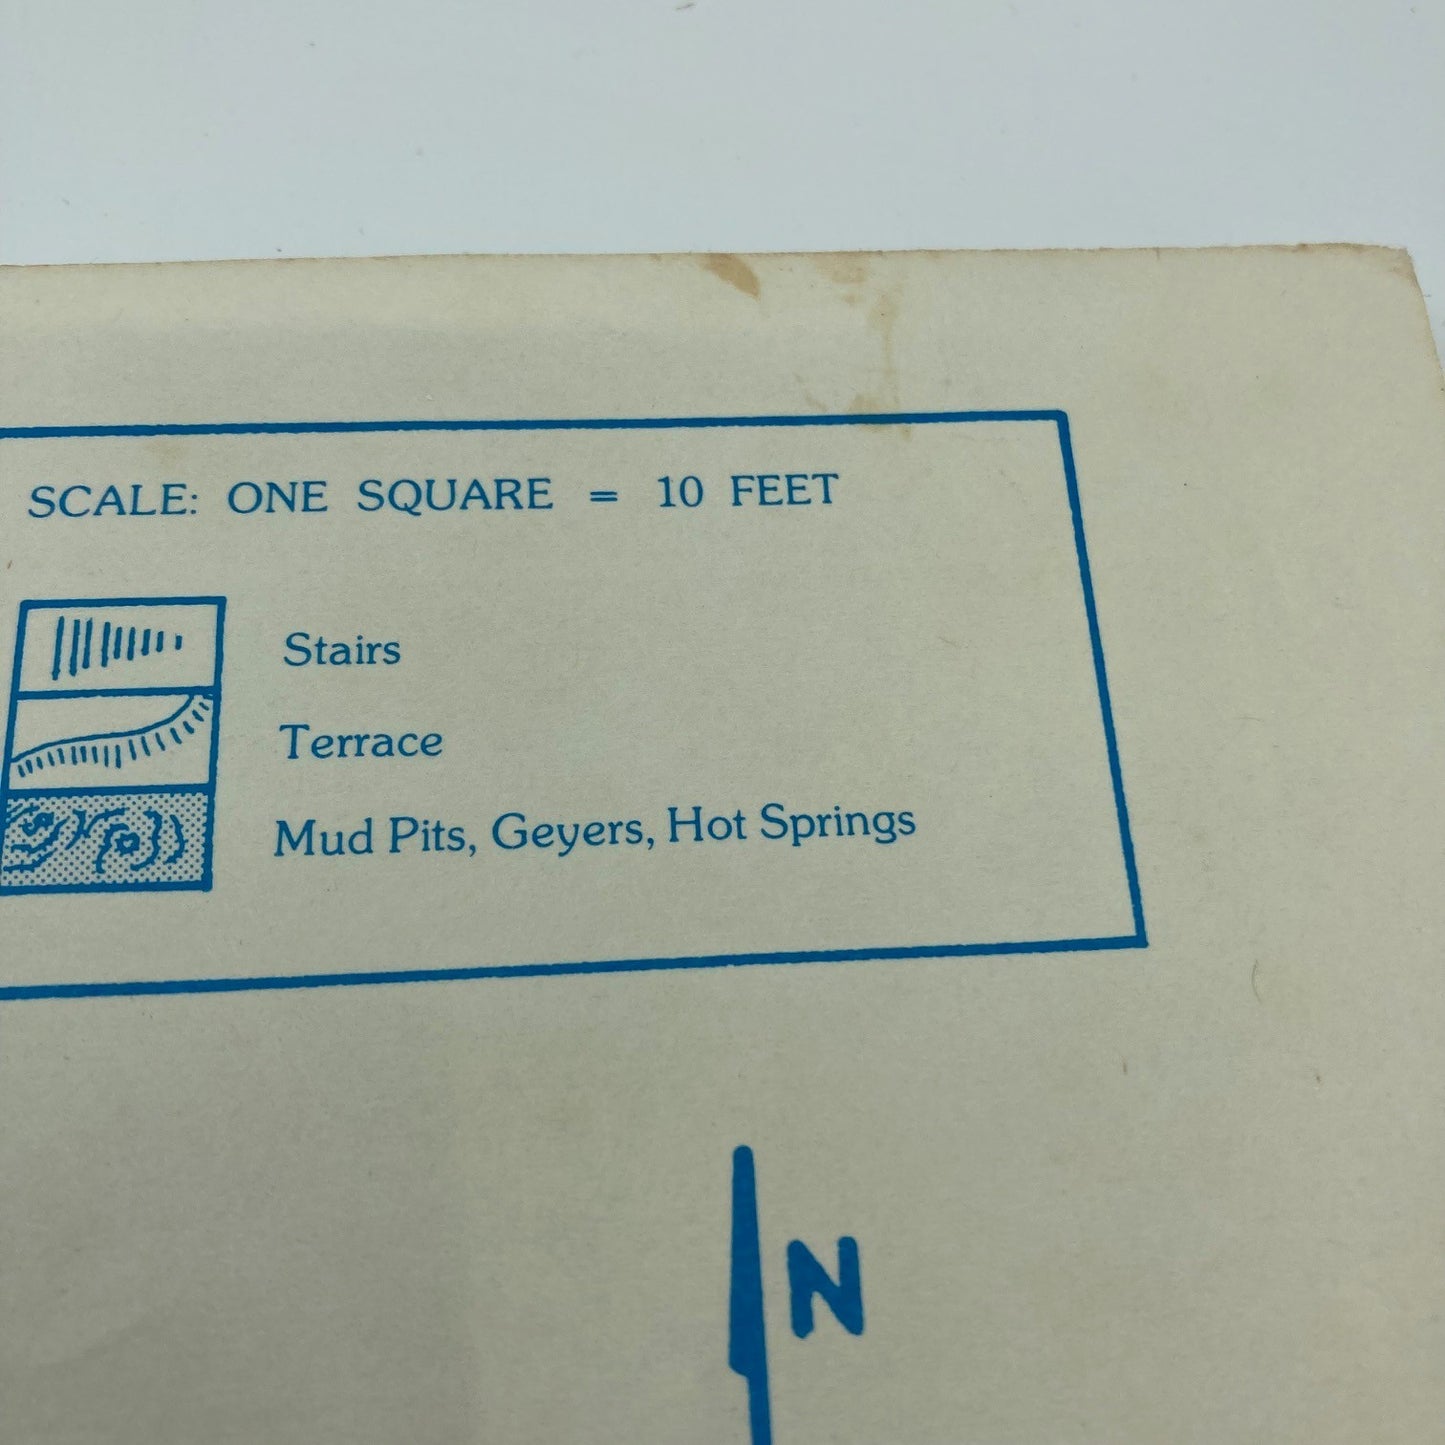 SCALE: ONE SQUARE = 10 FEET
Stairs
Terrace
Mud Pits, Geyers, Hot Springs
N